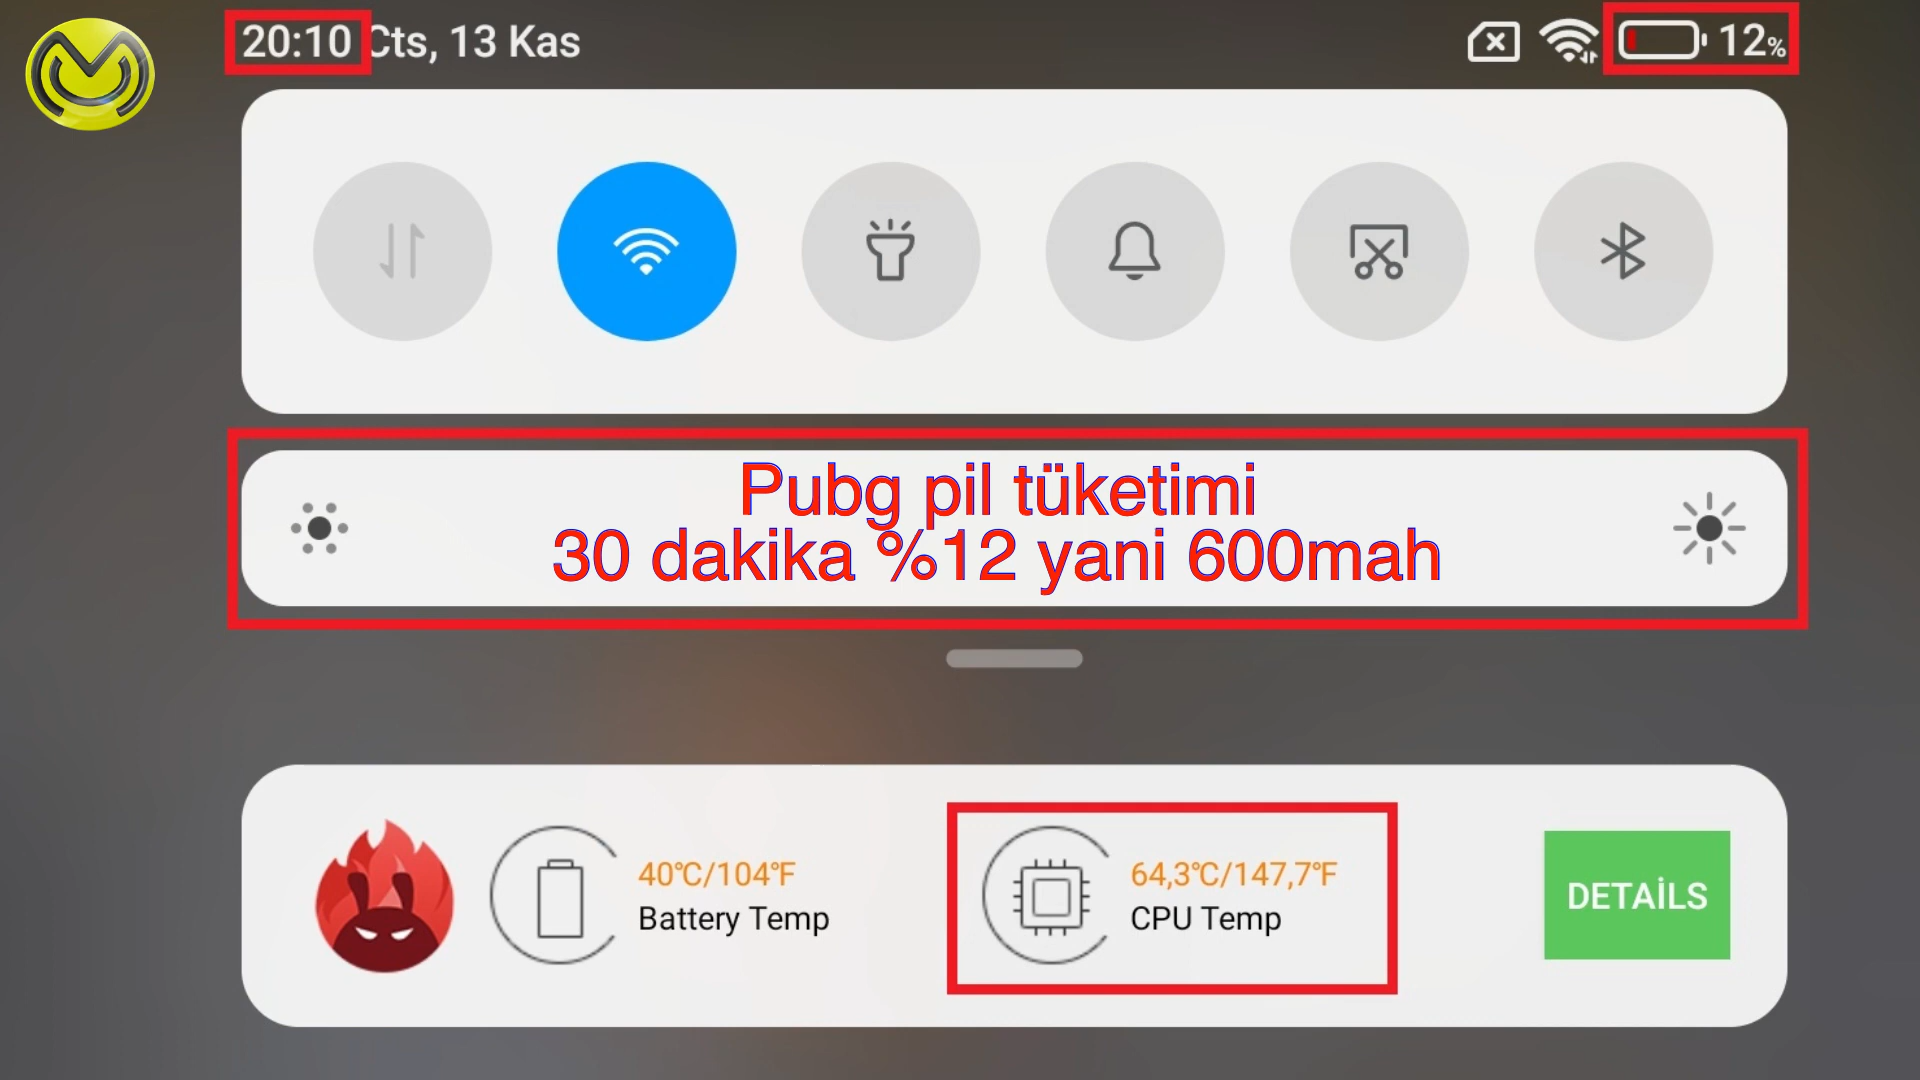 20:10 Cts, 13 Kas
12%
Pubg pil tüketimi
30 dakika %12 yani 600mah
40°C/104°F
Battery Temp
64,3°C/147,7°F
CPU Temp
DETAİLS